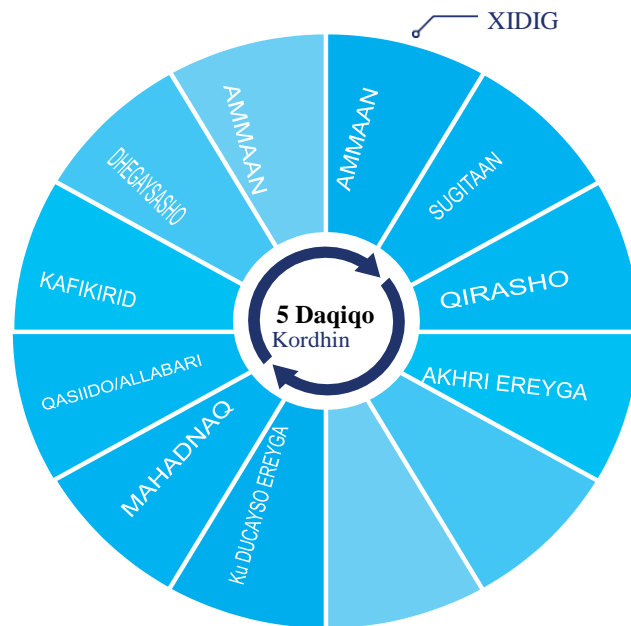 XIDIG
AMMAAN
SUGITAAN
QIRASHO
AKHRI EREYGA
Ku DUCAYSO EREYGA
MAHADNAQ
QASIIDO/ALLABARI
KAFIKIRID
DHEGAYSASHO
AMMAAN
5 Daqiqo
Kordhin